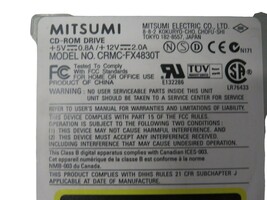 MITSUMI
MITSUMI ELECTRIC CO., LTD.
8-8-2, KOKURYO-CHO, CHOFU-SHI
TOKYO 182-8557, JAPAN
CD-ROM DRIVE
+5V 0.8A / +12V 2.0A
MODEL NO. CRMC-FX4830T
N171
FC Tested To Comply
With FCC Standards
FOR HOME OR OFFICE USE
E132286
LR76433
WARNING: NO USER SERVICEABLE PARTS INSIDE
UNIT SHOULD BE TAKEN TO A SERVICE CENTER FOR SERVICE
REFER TO USER'S MANUAL FOR WARRANTY AND INSTALLATION GUIDELINES.
THIS DEVICE COMPLIES WITH PART 15 OF THE FCC RULES.
OPERATION IS SUBJECT TO THE FOLLOWING TWO CONDITIONS:
(1) THIS DEVICE MAY NOT CAUSE HARMFUL INTERFERENCE, AND
(2) THIS DEVICE MUST ACCEPT ANY INTERFERENCE RECEIVED, INCLUDING
INTERFERENCE THAT MAY CAUSE UNDESIRED OPERATION.
This Class B digital apparatus complies with Canadian ICES-003.
Cet appareil numérique de la classe B est conforme à la norme
NMB-003 du Canada.
THIS PRODUCT COMPLIES WITH DHHS RULES 21 CFR SUBCHAPTER J
APPLICABLE AT DATE OF MANUFACTURE.